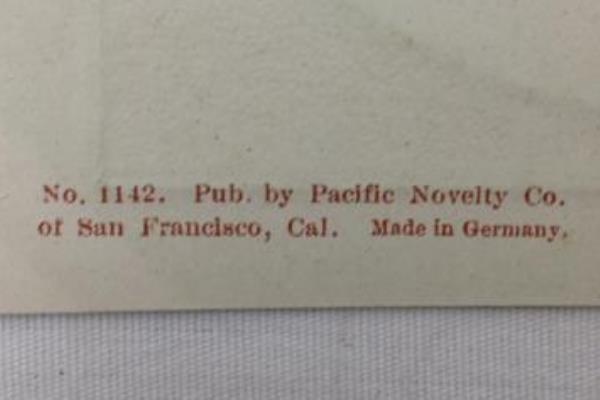 No. 1142. Pub. by Pacific Novelty Co.
of San Francisco, Cal. Made in Germany.